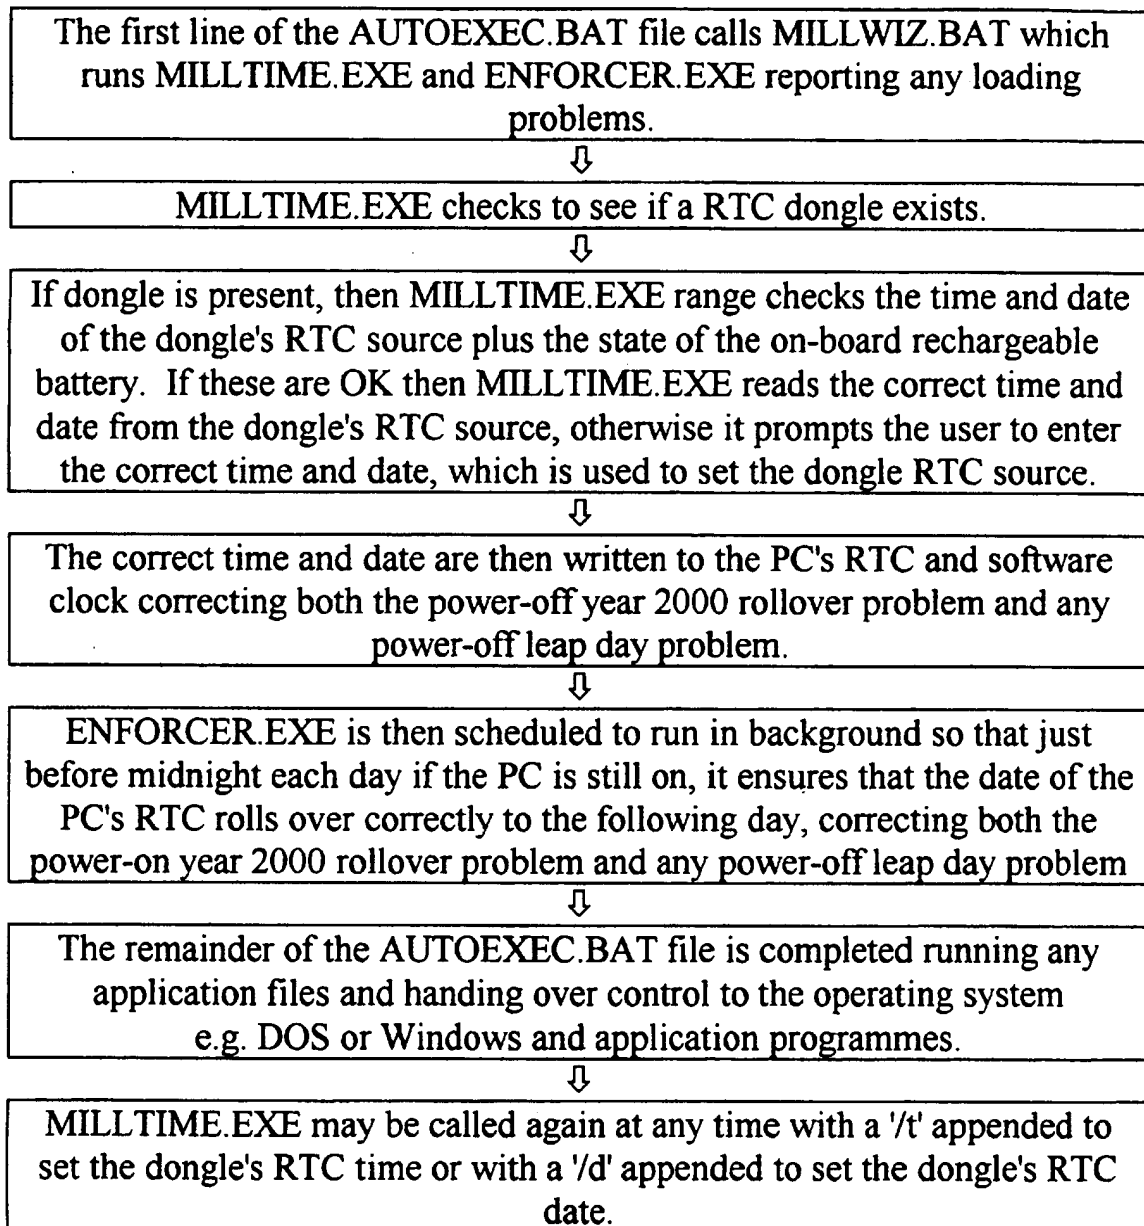 The first line of the AUTOEXEC.BAT file calls MILLWIZ.BAT which
runs MILLTIME.EXE and ENFORCER.EXE reporting any loading
problems.
MILLTIME.EXE checks to see if a RTC dongle exists.
If dongle is present, then MILLTIME.EXE range checks the time and date
of the dongle's RTC source plus the state of the on-board rechargeable
battery. If these are OK then MILLTIME.EXE reads the correct time and
date from the dongle's RTC source, otherwise it prompts the user to enter
the correct time and date, which is used to set the dongle RTC source.
The correct time and date are then written to the PC's RTC and software
clock correcting both the power-off year 2000 rollover problem and any
power-off leap day problem.
ENFORCER.EXE is then scheduled to run in background so that just
before midnight each day if the PC is still on, it ensures that the date of the
PC's RTC rolls over correctly to the following day, correcting both the
power-on year 2000 rollover problem and any power-off leap day problem
The remainder of the AUTOEXEC.BAT file is completed running any
application files and handing over control to the operating system
e.g. DOS or Windows and application programmes.
MILLTIME.EXE may be called again at any time with a '/t' appended to
set the dongle's RTC time or with a '/d' appended to set the dongle's RTC
date.